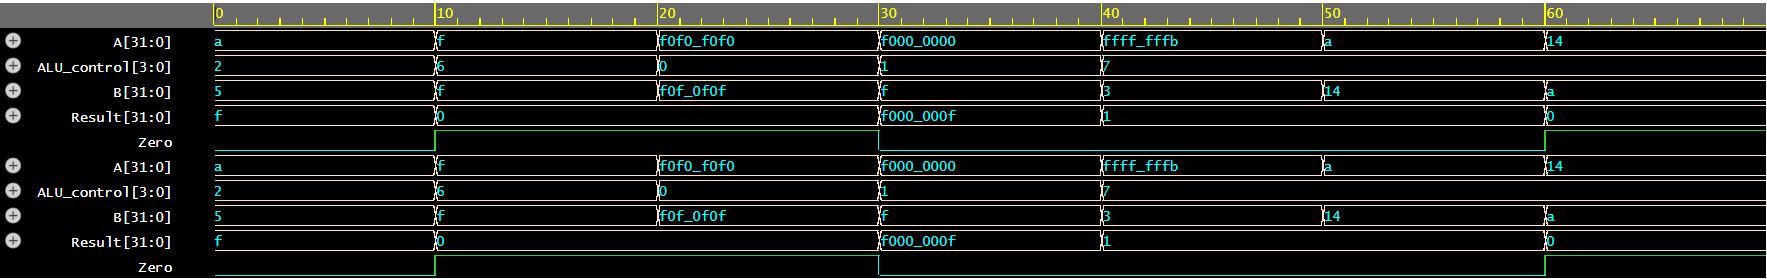 0 10 20 30 40 50 60
A[31:0] a f f0f0_f0f0 f000_0000 ffff_fffb a 14
ALU_control[3:0] 2 6 0 1 7
B[31:0] 5 f f0f_0f0f f 3 14 a
Result[31:0] f 0 f000_000f 1 0
Zero
A[31:0] a f f0f0_f0f0 f000_0000 ffff_fffb a 14
ALU_control[3:0] 2 6 0 1 7
B[31:0] 5 f f0f_0f0f f 3 14 a
Result[31:0] f 0 f000_000f 1 0
Zero